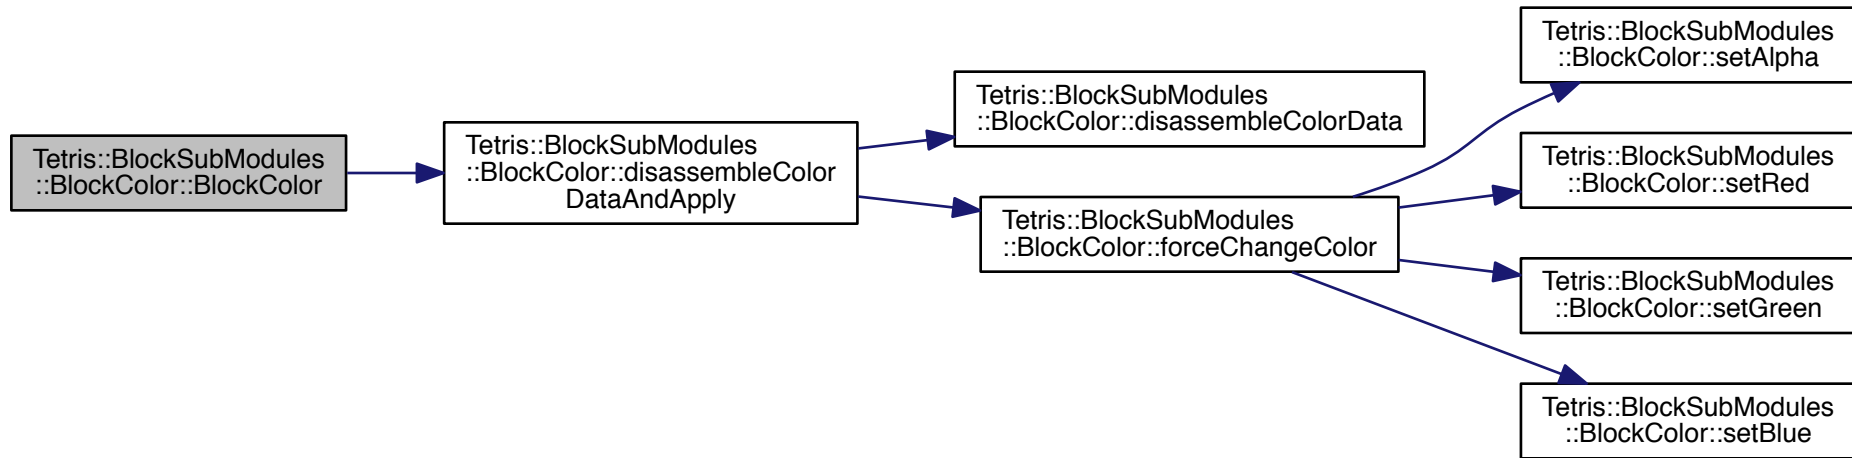 Tetris::BlockSubModules
::BlockColor::BlockColor
Tetris::BlockSubModules
::BlockColor::disassembleColor
DataAndApply
Tetris::BlockSubModules
::BlockColor::disassembleColorData
Tetris::BlockSubModules
::BlockColor::forceChangeColor
Tetris::BlockSubModules
::BlockColor::setAlpha
Tetris::BlockSubModules
::BlockColor::setRed
Tetris::BlockSubModules
::BlockColor::setGreen
Tetris::BlockSubModules
::BlockColor::setBlue